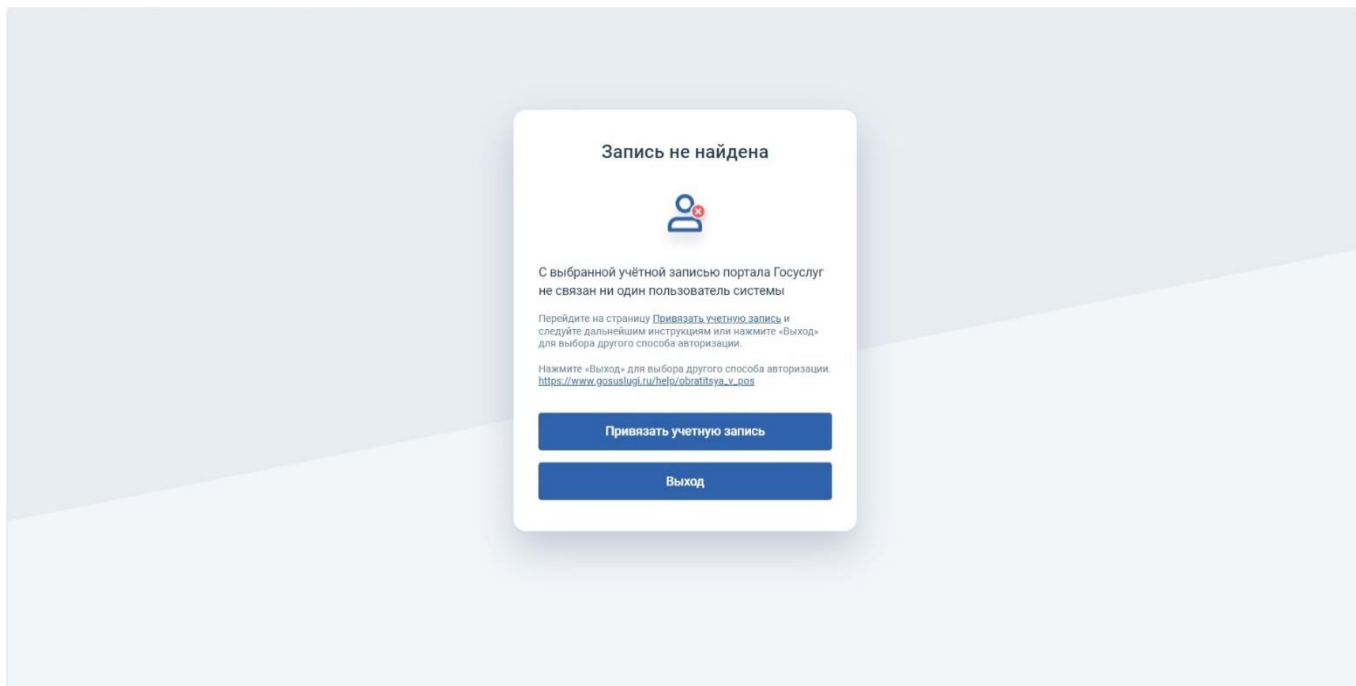 Запись не найдена
С выбранной учётной записью портала Госуслуг
не связан ни один пользователь системы
Перейдите на страницу Привязать учетную запись и
следуйте дальнейшим инструкциям или нажмите «Выход»
для выбора другого способа авторизации.
Нажмите «Выход» для выбора другого способа авторизации.
https://www.gosuslugi.ru/help/obratitsya_v_pos
Привязать учетную запись
Выход